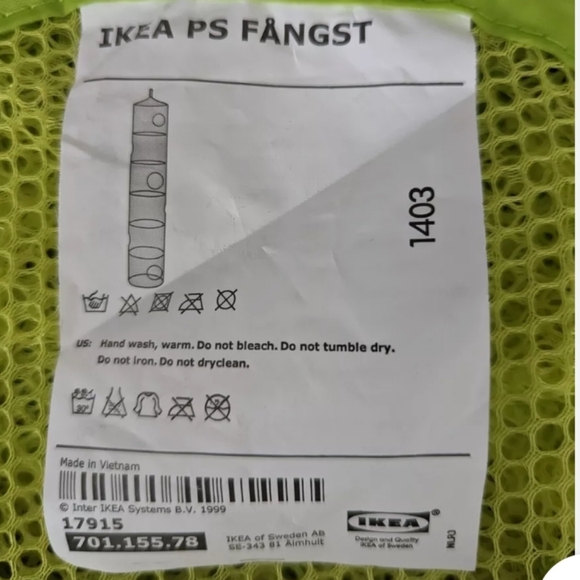 IKEA PS FÅNGST
1403
US: Hand wash, warm. Do not bleach. Do not tumble dry.
Do not iron. Do not dryclean.
Made in Vietnam
© Inter IKEA Systems B.V. 1999
17915
701.155.78
IKEA of Sweden AB
SE-343 81 Älmhult
IKEA®
Design and Quality
IKEA of Sweden